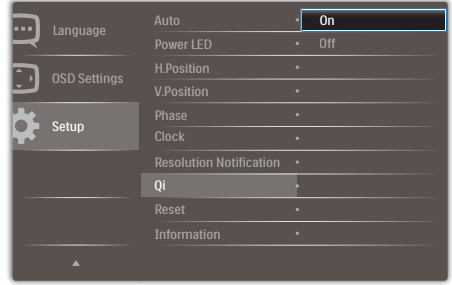 Language
OSD Settings
Setup
Auto
Power LED
H.Position
V.Position
Phase
Clock
Resolution Notification
Qi
Reset
Information
On
Off